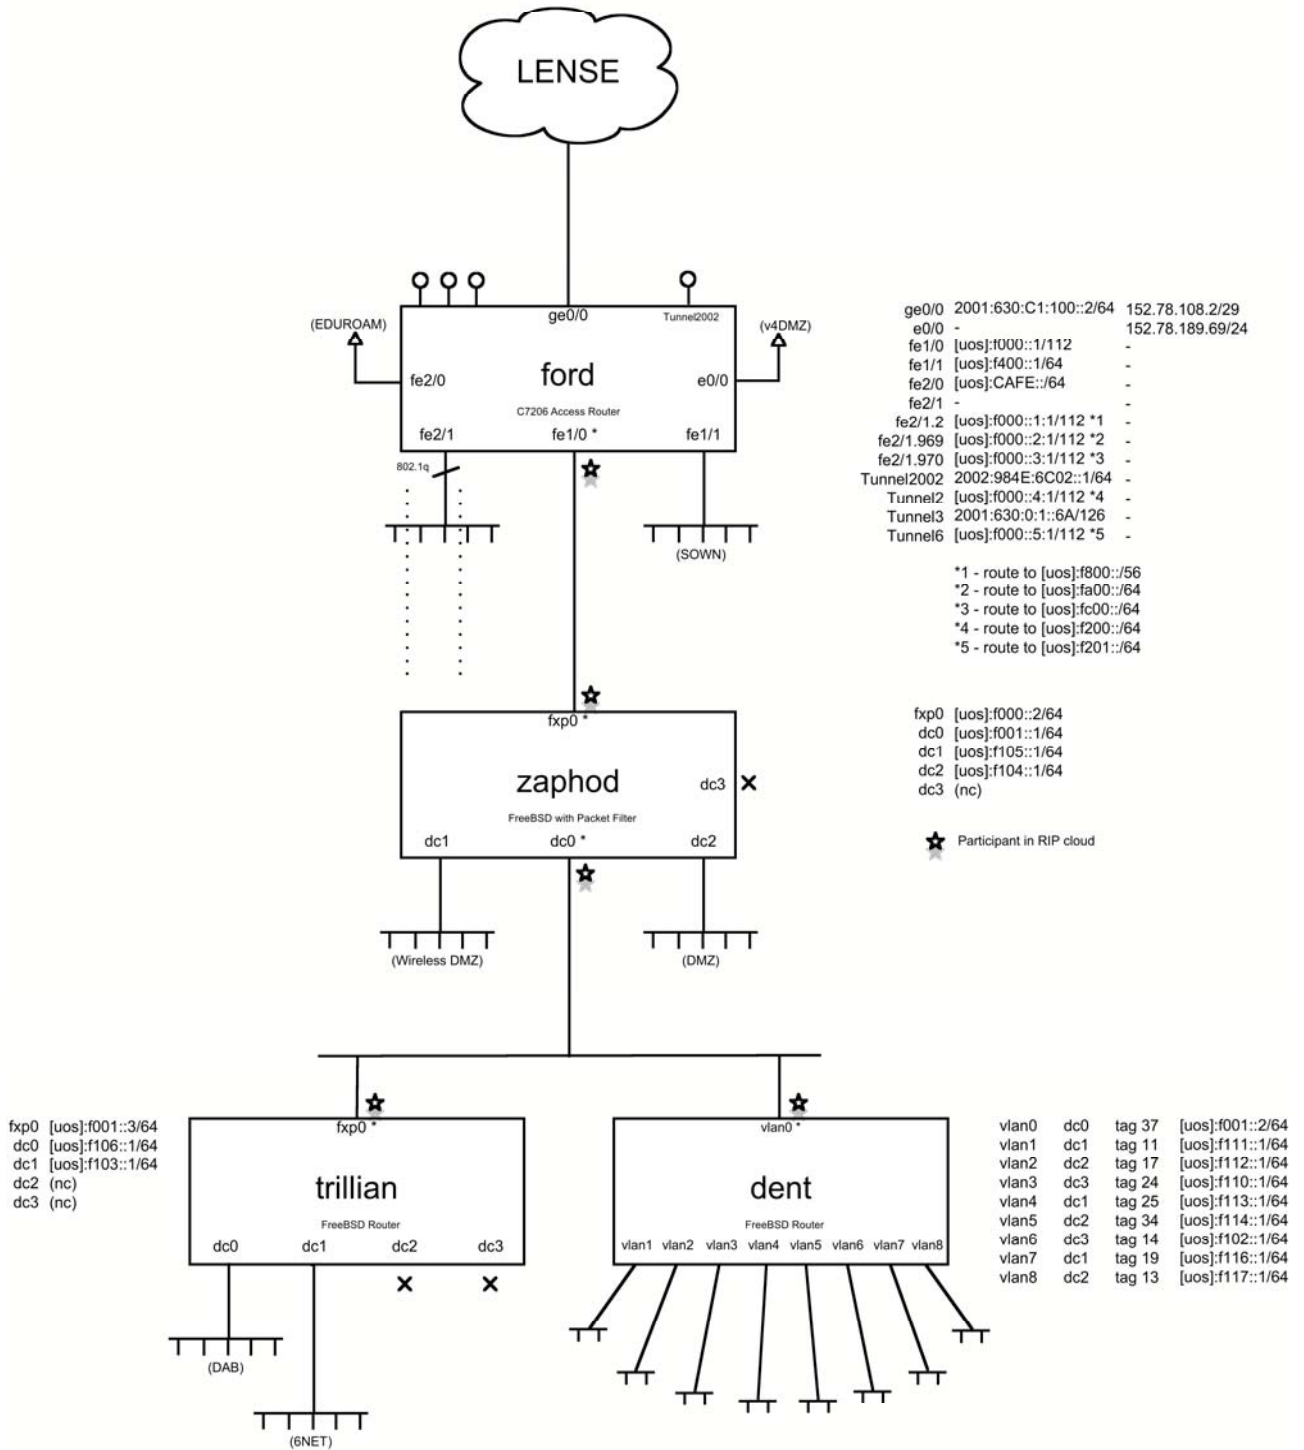 LENSE
ge0/0
Tunnel2002
(EDUROAM)
(v4DMZ)
fe2/0
ford
e0/0
C7206 Access Router
fe2/1
fe1/0 *
fe1/1
802.1q
(SOWN)
ge0/0 2001:630:C1:100::2/64 152.78.108.2/29
e0/0 - 152.78.189.69/24
fe1/0 [uos]:f000::1/112 -
fe1/1 [uos]:f400::1/64 -
fe2/0 [uos]:CAFE::/64 -
fe2/1 - -
fe2/1.2 [uos]:f000::1:1/112 *1 -
fe2/1.969 [uos]:f000::2:1/112 *2 -
fe2/1.970 [uos]:f000::3:1/112 *3 -
Tunnel2002 2002:984E:6C02::1/64 -
Tunnel2 [uos]:f000::4:1/112 *4 -
Tunnel3 2001:630:0:1::6A/126 -
Tunnel6 [uos]:f000::5:1/112 *5 -
*1 - route to [uos]:f800::/56
*2 - route to [uos]:fa00::/64
*3 - route to [uos]:fc00::/64
*4 - route to [uos]:f200::/64
*5 - route to [uos]:f201::/64
fxp0 *
zaphod
dc3
FreeBSD with Packet Filter
dc1
dc0 *
dc2
(Wireless DMZ)
(DMZ)
fxp0 [uos]:f000::2/64
dc0 [uos]:f001::1/64
dc1 [uos]:f105::1/64
dc2 [uos]:f104::1/64
dc3 (nc)
Participant in RIP cloud
fxp0 [uos]:f001::3/64
dc0 [uos]:f106::1/64
dc1 [uos]:f103::1/64
dc2 (nc)
dc3 (nc)
fxp0 *
trillian
FreeBSD Router
dc0
dc1
dc2
dc3
(DAB)
(6NET)
vlan0 *
dent
FreeBSD Router
vlan1 vlan2 vlan3 vlan4 vlan5 vlan6 vlan7 vlan8
vlan0 dc0 tag 37 [uos]:f001::2/64
vlan1 dc1 tag 11 [uos]:f111::1/64
vlan2 dc2 tag 17 [uos]:f112::1/64
vlan3 dc3 tag 24 [uos]:f110::1/64
vlan4 dc1 tag 25 [uos]:f113::1/64
vlan5 dc2 tag 34 [uos]:f114::1/64
vlan6 dc3 tag 14 [uos]:f102::1/64
vlan7 dc1 tag 19 [uos]:f116::1/64
vlan8 dc2 tag 13 [uos]:f117::1/64